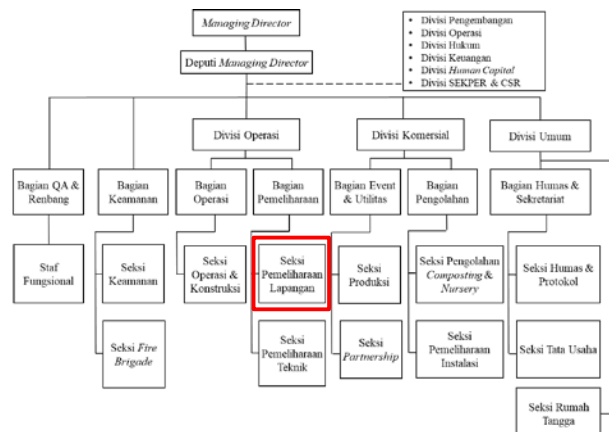 Managing Director
Deputi Managing Director
• Divisi Pengembangan
• Divisi Operasi
• Divisi Hukum
• Divisi Keuangan
• Divisi Human Capital
• Divisi SEKPER & CSR
Divisi Operasi
Divisi Komersial
Divisi Umum
Bagian QA &
Renbang
Bagian
Keamanan
Bagian
Operasi
Bagian
Pemeliharaan
Bagian Event
& Utilitas
Bagian
Pengolahan
Bagian Humas &
Sekretariat
Staf
Fungsional
Seksi
Keamanan
Seksi
Operasi &
Konstruksi
Seksi
Pemeliharaan
Lapangan
Seksi
Produksi
Seksi Pengolahan
Composting &
Nursery
Seksi Humas &
Protokol
Seksi Fire
Brigade
Seksi
Pemeliharaan
Teknik
Seksi
Partnership
Seksi
Pemeliharaan
Instalasi
Seksi Tata Usaha
Seksi Rumah
Tangga